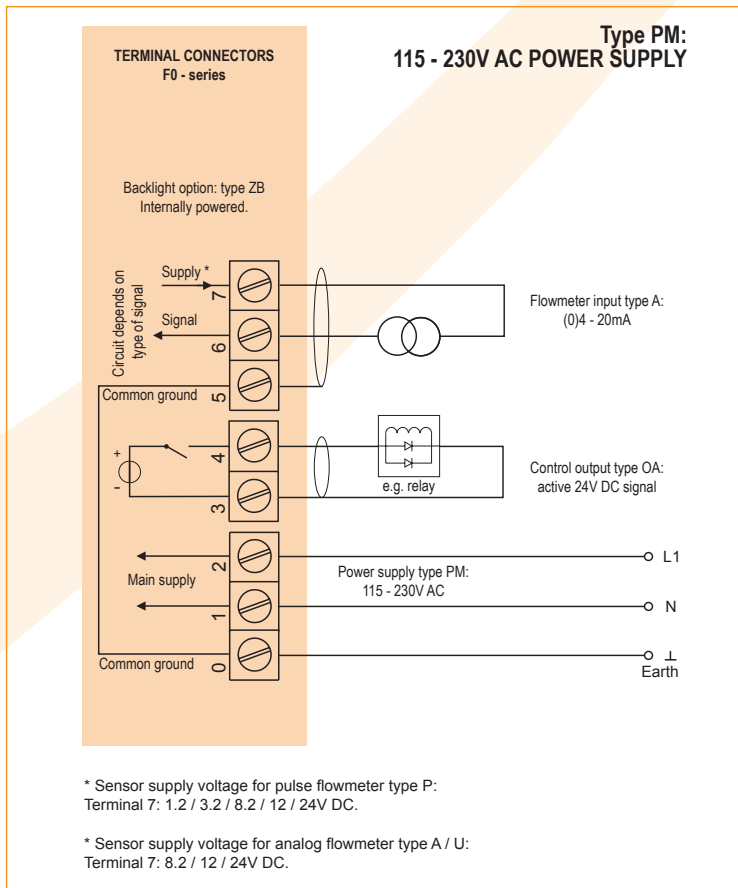 Type PM:
115 - 230V AC POWER SUPPLY
TERMINAL CONNECTORS
F0 - series
Backlight option: type ZB
Internally powered.
Circuit depends on
type of signal
Supply *
7
Signal
6
Common ground
5
Flowmeter input type A:
(0)4 - 20mA
+
-
4
3
e.g. relay
Control output type OA:
active 24V DC signal
2
Main supply
1
Power supply type PM:
115 - 230V AC
L1
N
Common ground
0
⊥
Earth
* Sensor supply voltage for pulse flowmeter type P:
Terminal 7: 1.2 / 3.2 / 8.2 / 12 / 24V DC.
* Sensor supply voltage for analog flowmeter type A / U:
Terminal 7: 8.2 / 12 / 24V DC.